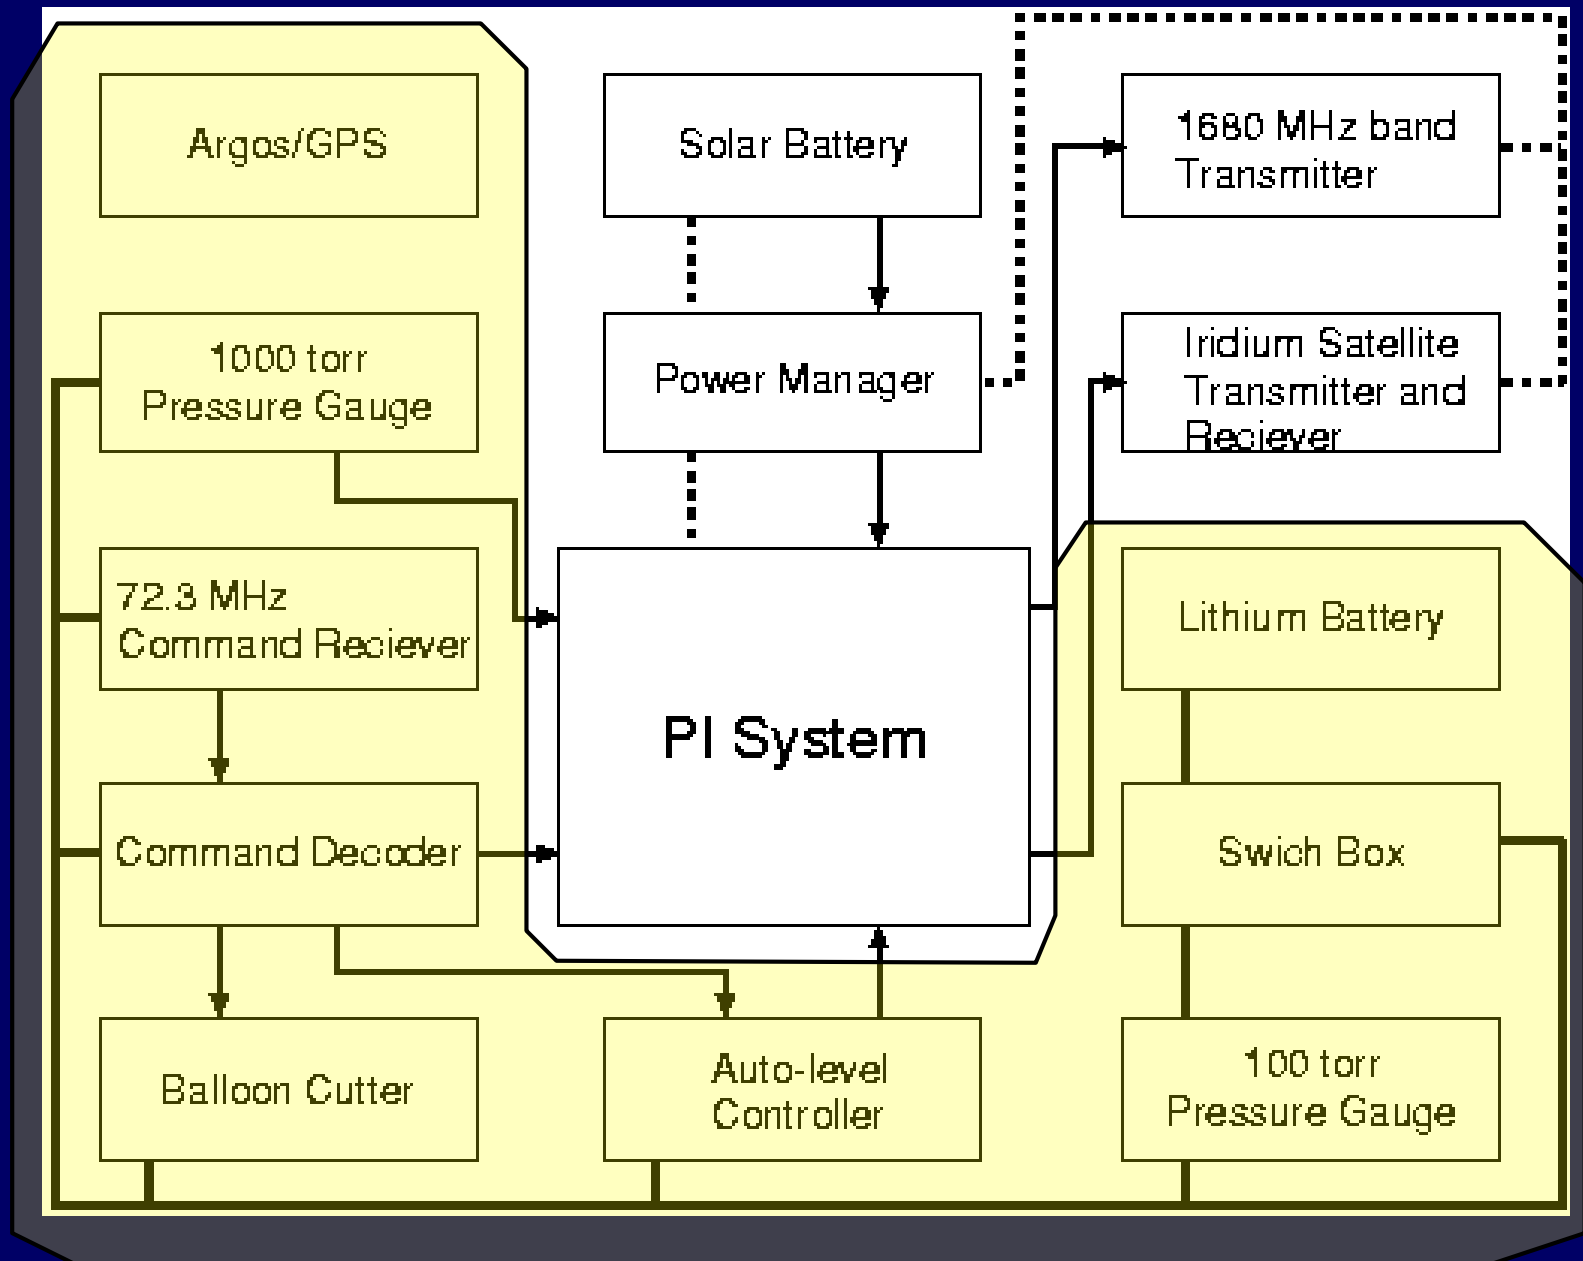 Argos/GPS
Solar Battery
1680 MHz band
Transmitter
1000 torr
Pressure Gauge
Power Manager
Iridium Satellite
Transmitter and
Reciever
72.3 MHz
Command Reciever
PI System
Lithium Battery
Command Decoder
Swich Box
Balloon Cutter
Auto-level
Controller
100 torr
Pressure Gauge